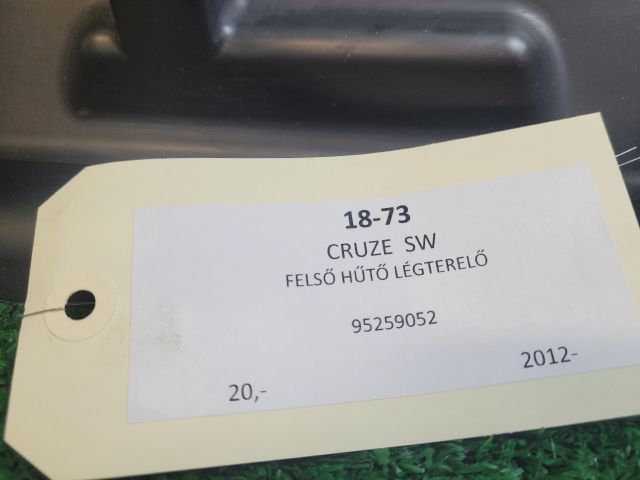 18-73
CRUZE SW
FELSŐ HŰTŐ LÉGTERELŐ
95259052
20,- 2012-